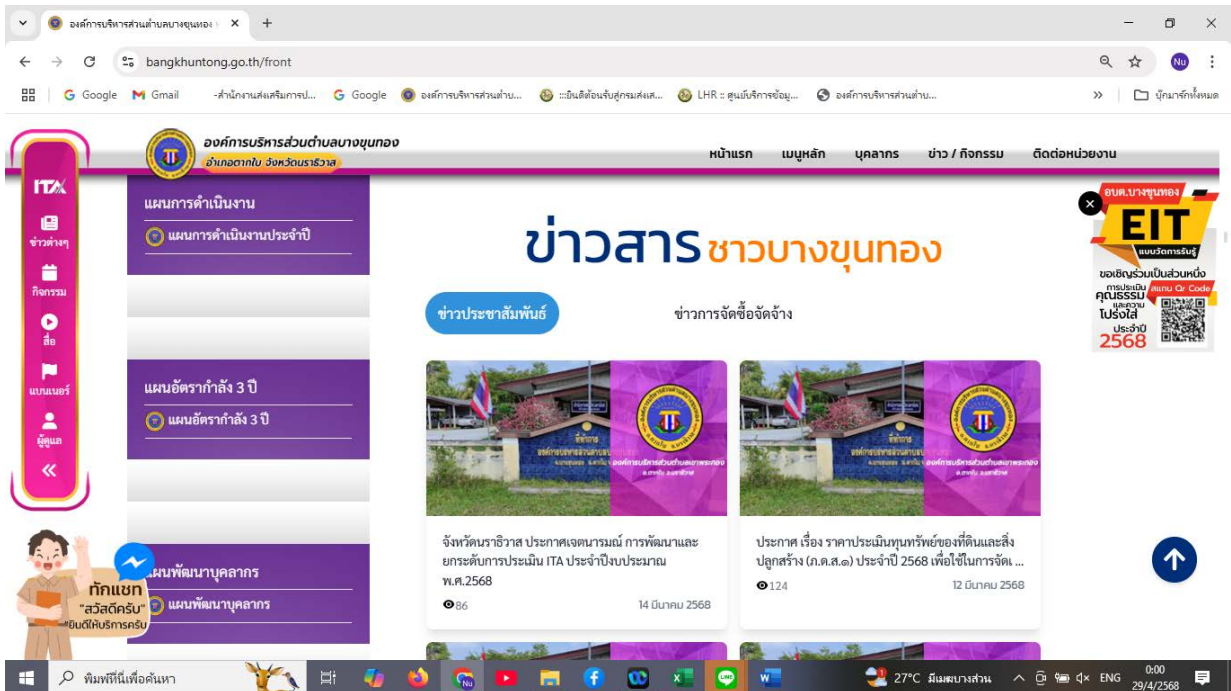 องค์การบริหารส่วนตำบลบางขุนทอง
bangkhuntong.go.th/front
Nu
Google
Gmail
-สำนักงานส่งเสริมการป...
Google
องค์การบริหารส่วนตำบ...
:::ยินดีต้อนรับสู่กรมส่งเส...
LHR :: ศูนย์บริการข้อมู...
องค์การบริหารส่วนตำบ...
บุ๊กมาร์กทั้งหมด
องค์การบริหารส่วนตำบลบางขุนทอง
อำเภอตากใบ จังหวัดนราธิวาส
หน้าแรก เมนูหลัก บุคลากร ข่าว / กิจกรรม ติดต่อหน่วยงาน
ITA
ข่าวต่างๆ
กิจกรรม
สื่อ
แบนเนอร์
ผู้ดูแล
แผนการดำเนินงาน
แผนการดำเนินงานประจำปี
แผนอัตรากำลัง 3 ปี
แผนอัตรากำลัง 3 ปี
แผนพัฒนาบุคลากร
แผนพัฒนาบุคลากร
ทักแชท
"สวัสดีครับ"
"ยินดีให้บริการครับ
ข่าวสาร ชาวบางขุนทอง
ข่าวประชาสัมพันธ์
ข่าวการจัดซื้อจัดจ้าง
จังหวัดนราธิวาส ประกาศเจตนารมณ์ การพัฒนาและ
ยกระดับการประเมิน ITA ประจำปีงบประมาณ
พ.ศ.2568
86
14 มีนาคม 2568
ประกาศ เรื่อง ราคาประเมินทุนทรัพย์ของที่ดินและสิ่ง
ปลูกสร้าง (ภ.ด.ส.๑) ประจำปี 2568 เพื่อใช้ในการจัดเ ...
124
12 มีนาคม 2568
อบต.บางขุนทอง
EIT
แบบวัดการรับรู้
ขอเชิญร่วมเป็นส่วนหนึ่ง
การประเมิน
สแกน Qr Code
คุณธรรม
และความ
โปร่งใส
ประจำปี
2568
พิมพ์ที่นี่เพื่อค้นหา
27°C มีเมฆบางส่วน
ENG
0:00
29/4/2568